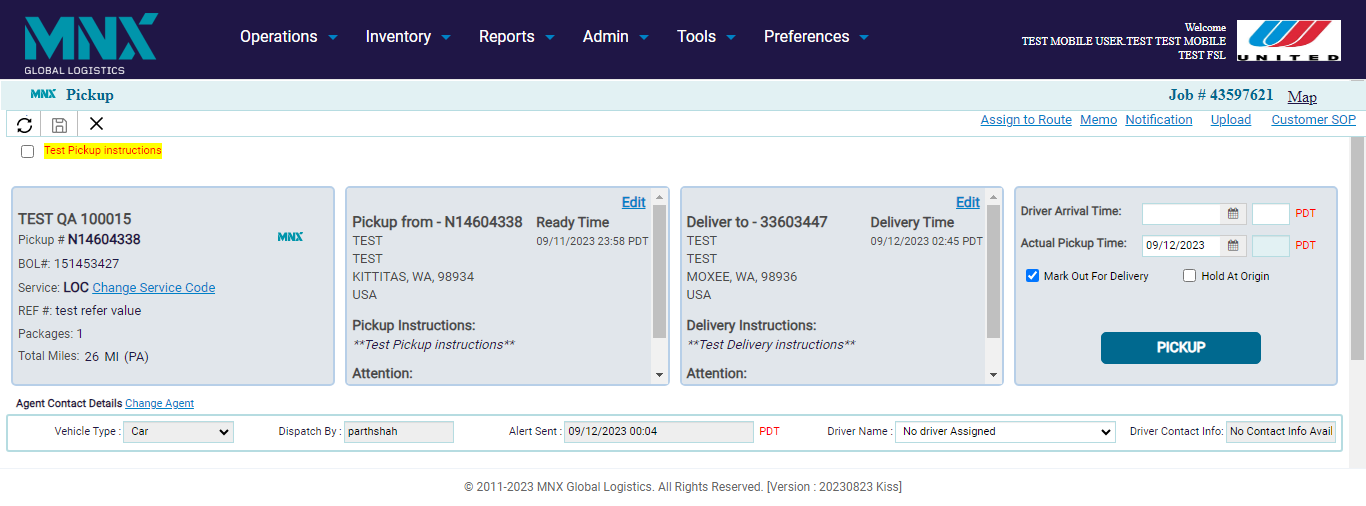 MNX
GLOBAL LOGISTICS
Operations Inventory Reports Admin Tools Preferences
Welcome
TEST MOBILE USER.TEST TEST MOBILE
TEST FSL
UNITED
MNX Pickup Job # 43597621 Map
Assign to Route Memo Notification Upload Customer SOP
Test Pickup instructions
TEST QA 100015
Pickup # N14604338
MNX
BOL#: 151453427
Service: LOC Change Service Code
REF #: test refer value
Packages: 1
Total Miles: 26 MI (PA)
Edit
Pickup from - N14604338 Ready Time
TEST 09/11/2023 23:58 PDT
TEST
KITTITAS, WA, 98934
USA
Pickup Instructions:
**Test Pickup instructions**
Attention:
Edit
Deliver to - 33603447 Delivery Time
TEST 09/12/2023 02:45 PDT
TEST
MOXEE, WA, 98936
USA
Delivery Instructions:
**Test Delivery instructions**
Attention:
Driver Arrival Time: PDT
Actual Pickup Time: 09/12/2023 PDT
Mark Out For Delivery Hold At Origin
PICKUP
Agent Contact Details Change Agent
Vehicle Type : Car Dispatch By : parthshah Alert Sent : 09/12/2023 00:04 PDT Driver Name : No driver Assigned Driver Contact Info: No Contact Info Avail
© 2011-2023 MNX Global Logistics. All Rights Reserved. [Version : 20230823 Kiss]